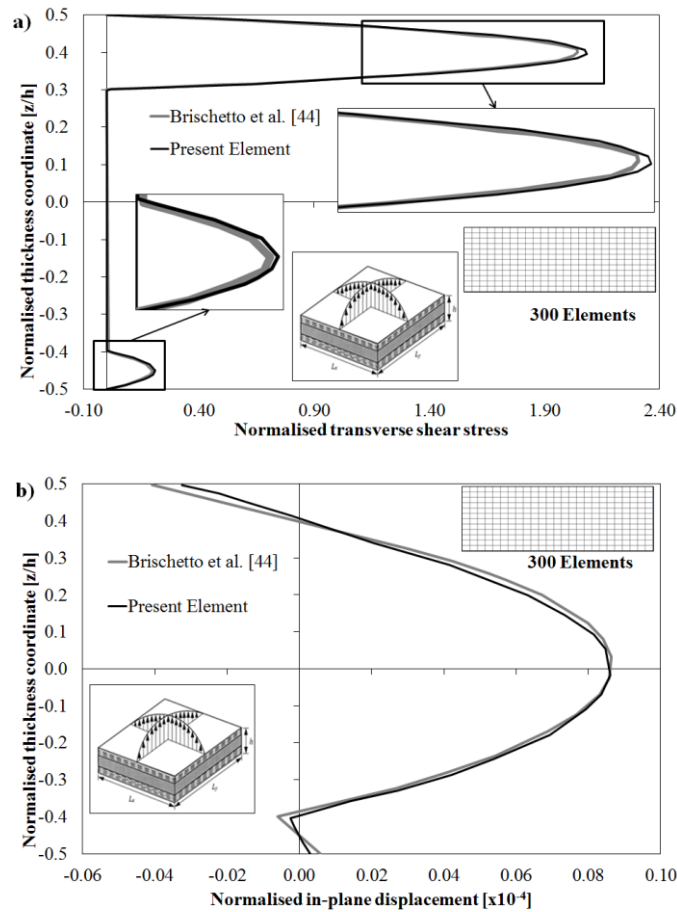 a)
Normalised thickness coordinate [z/h]
0.5
0.4
0.3
0.2
0.1
0.0
-0.1
-0.2
-0.3
-0.4
-0.5
Brischetto et al. [44]
Present Element
300 Elements
h
-0.10
0.40
0.90
1.40
1.90
2.40
Normalised transverse shear stress
b)
Normalised thickness coordinate [z/h]
0.5
0.4
0.3
0.2
0.1
0.0
-0.1
-0.2
-0.3
-0.4
-0.5
300 Elements
Brischetto et al. [44]
Present Element
h
-0.06
-0.04
-0.02
0.00
0.02
0.04
0.06
0.08
0.10
Normalised in-plane displacement [x10⁻⁴]